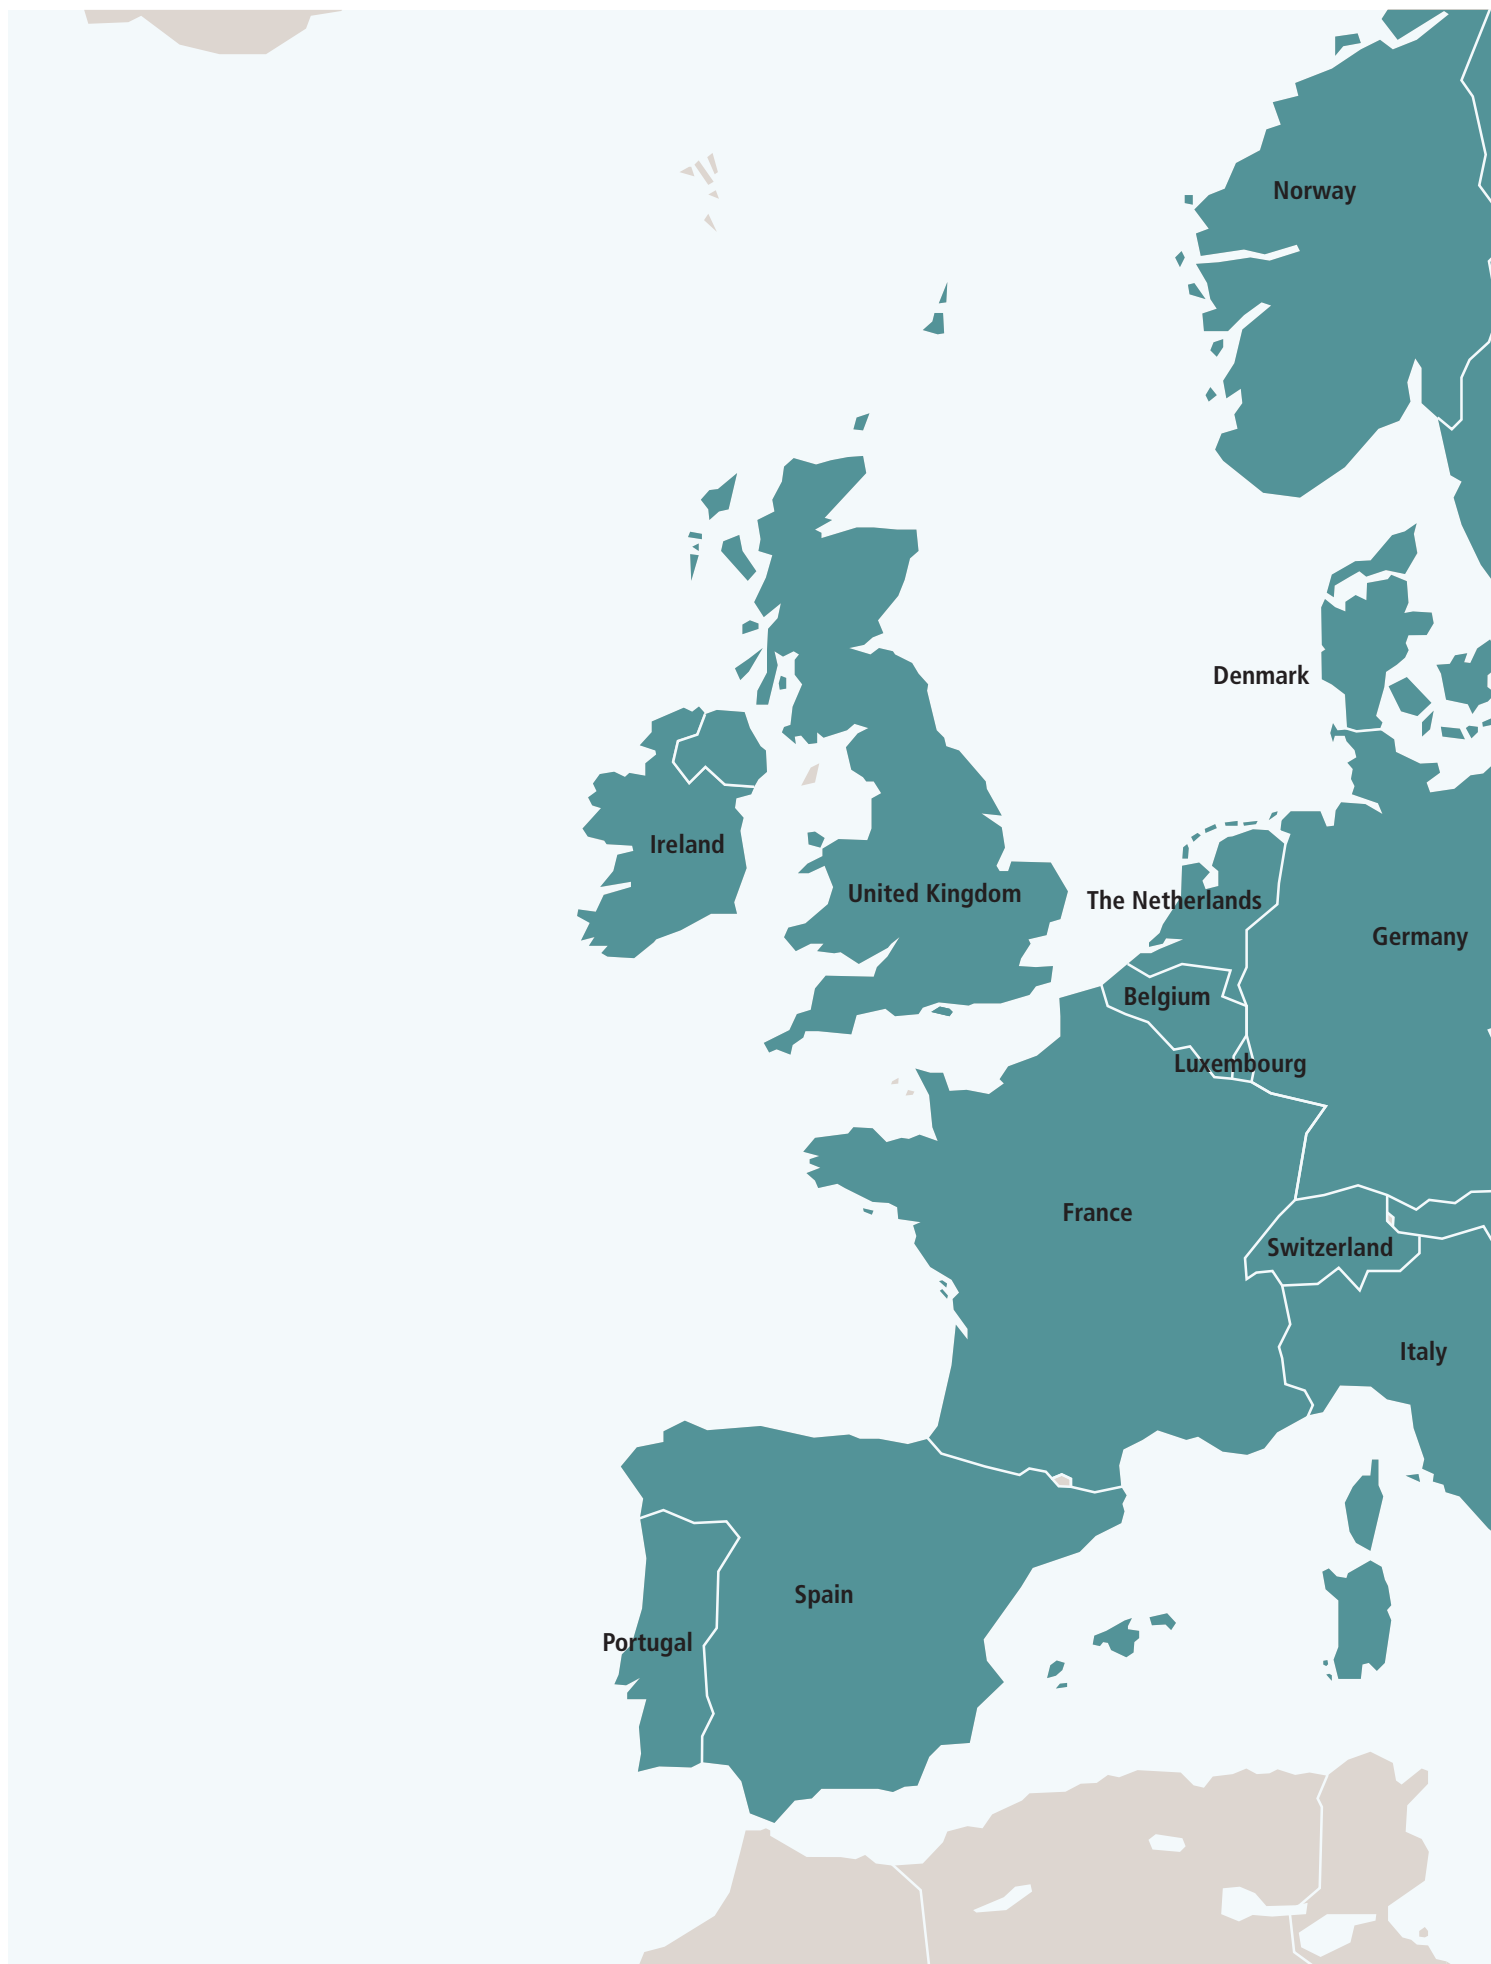 Norway
Denmark
Ireland
United Kingdom
The Netherlands
Germany
Belgium
Luxembourg
France
Switzerland
Italy
Spain
Portugal